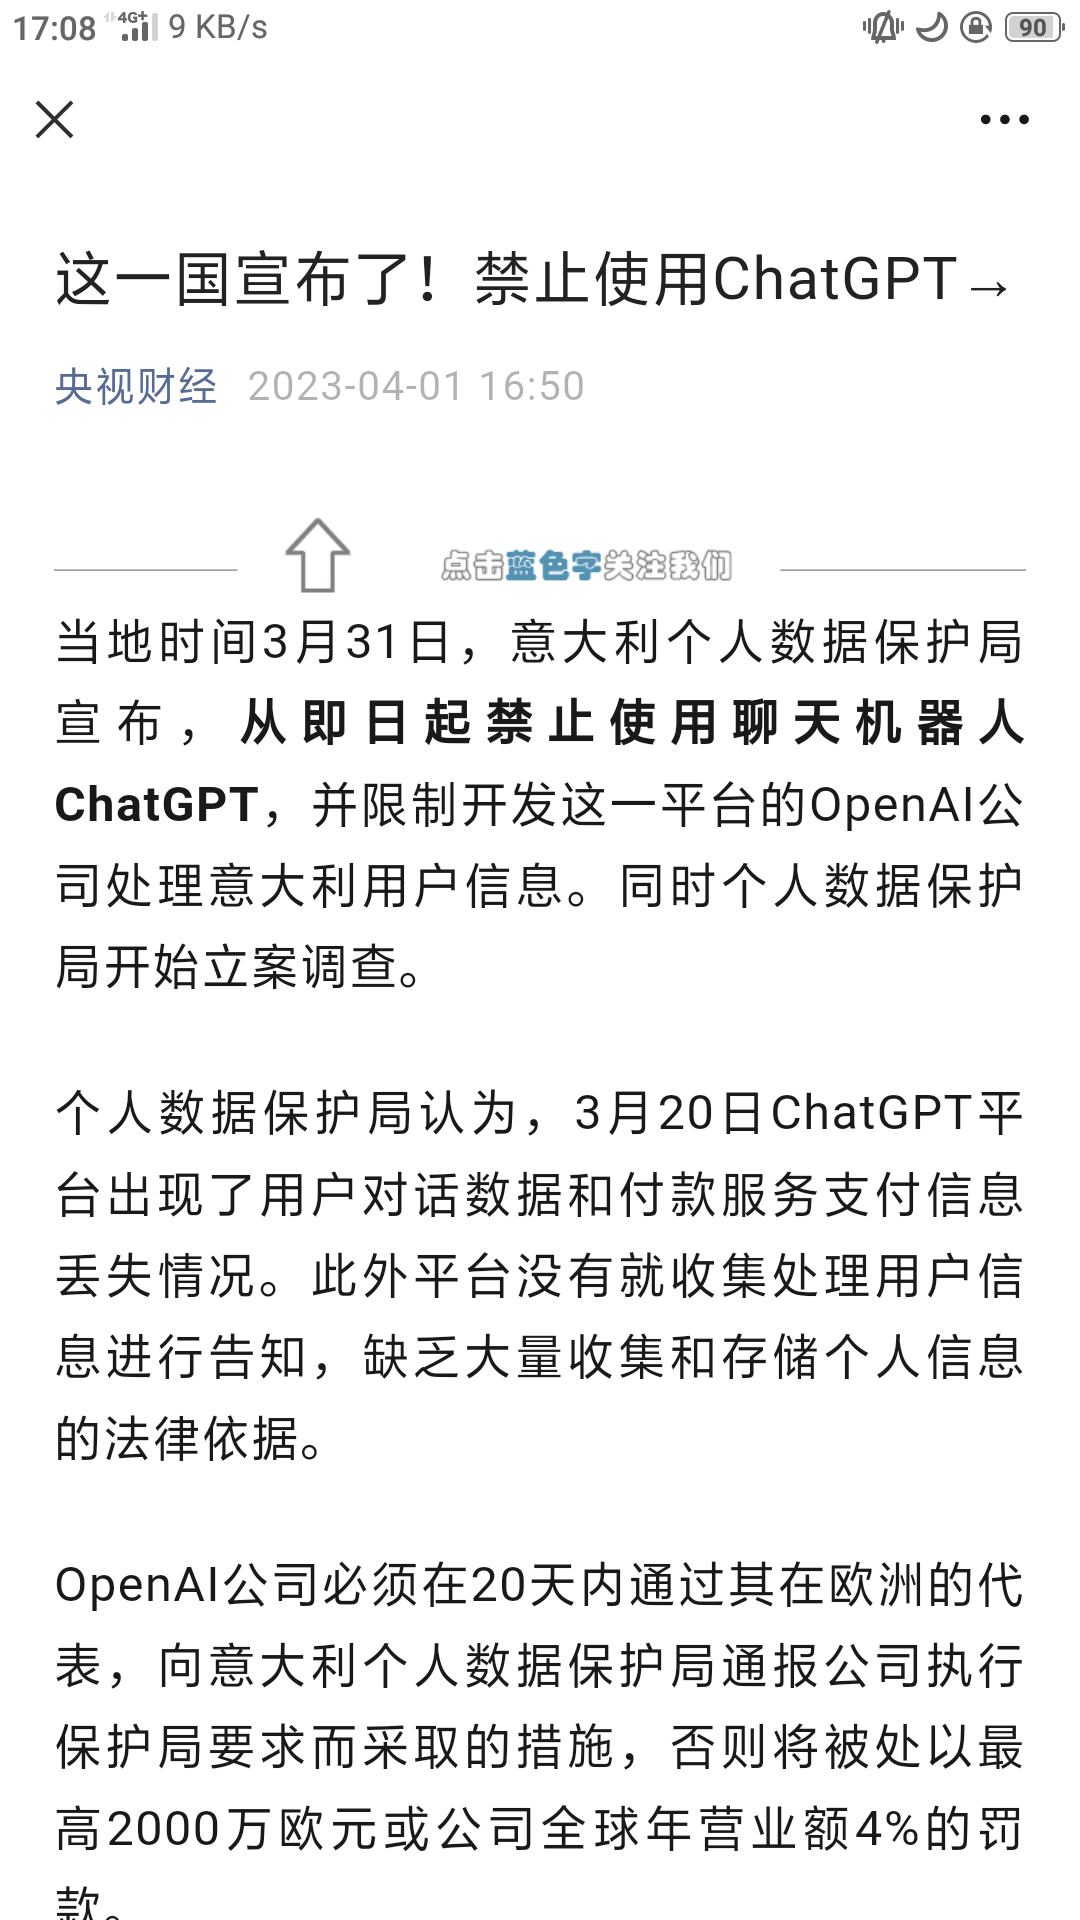 17:08 4G+ 9 KB/s 90
这一国宣布了！禁止使用ChatGPT→
央视财经 2023-04-01 16:50
点击蓝色字关注我们
当地时间3月31日，意大利个人数据保护局
宣布，从即日起禁止使用聊天机器人
ChatGPT，并限制开发这一平台的OpenAI公
司处理意大利用户信息。同时个人数据保护
局开始立案调查。
个人数据保护局认为，3月20日ChatGPT平
台出现了用户对话数据和付款服务支付信息
丢失情况。此外平台没有就收集处理用户信
息进行告知，缺乏大量收集和存储个人信息
的法律依据。
OpenAI公司必须在20天内通过其在欧洲的代
表，向意大利个人数据保护局通报公司执行
保护局要求而采取的措施，否则将被处以最
高2000万欧元或公司全球年营业额4%的罚
款。